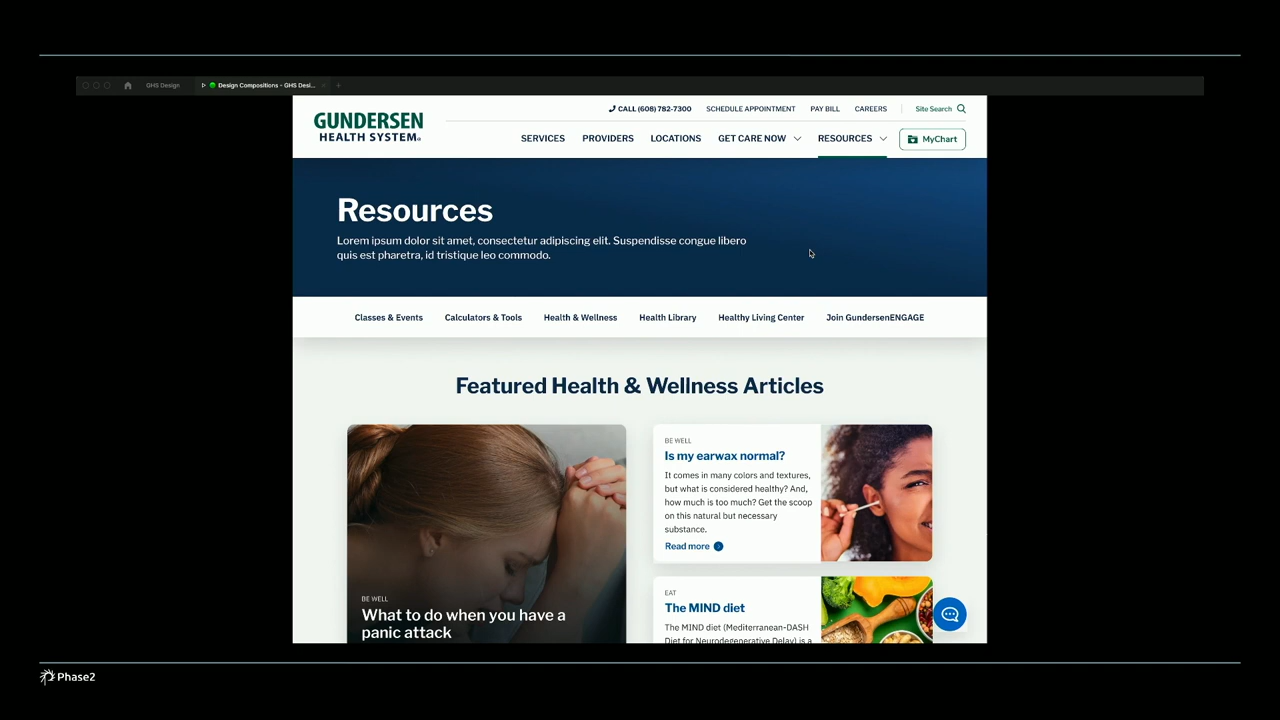 GHS Design
Design Compositions - GHS Desi...
GUNDERSEN
HEALTH SYSTEM®
CALL (608) 782-7300
SCHEDULE APPOINTMENT
PAY BILL
CAREERS
Site Search
SERVICES
PROVIDERS
LOCATIONS
GET CARE NOW
RESOURCES
MyChart
Resources
Lorem ipsum dolor sit amet, consectetur adipiscing elit. Suspendisse congue libero
quis est pharetra, id tristique leo commodo.
Classes & Events
Calculators & Tools
Health & Wellness
Health Library
Healthy Living Center
Join GundersenENGAGE
Featured Health & Wellness Articles
BE WELL
What to do when you have a
panic attack
BE WELL
Is my earwax normal?
It comes in many colors and textures,
but what is considered healthy? And,
how much is too much? Get the scoop
on this natural but necessary
substance.
Read more
EAT
The MIND diet
The MIND diet (Mediterranean-DASH
Diet for Neurodegenerative Delay) is a
Phase2